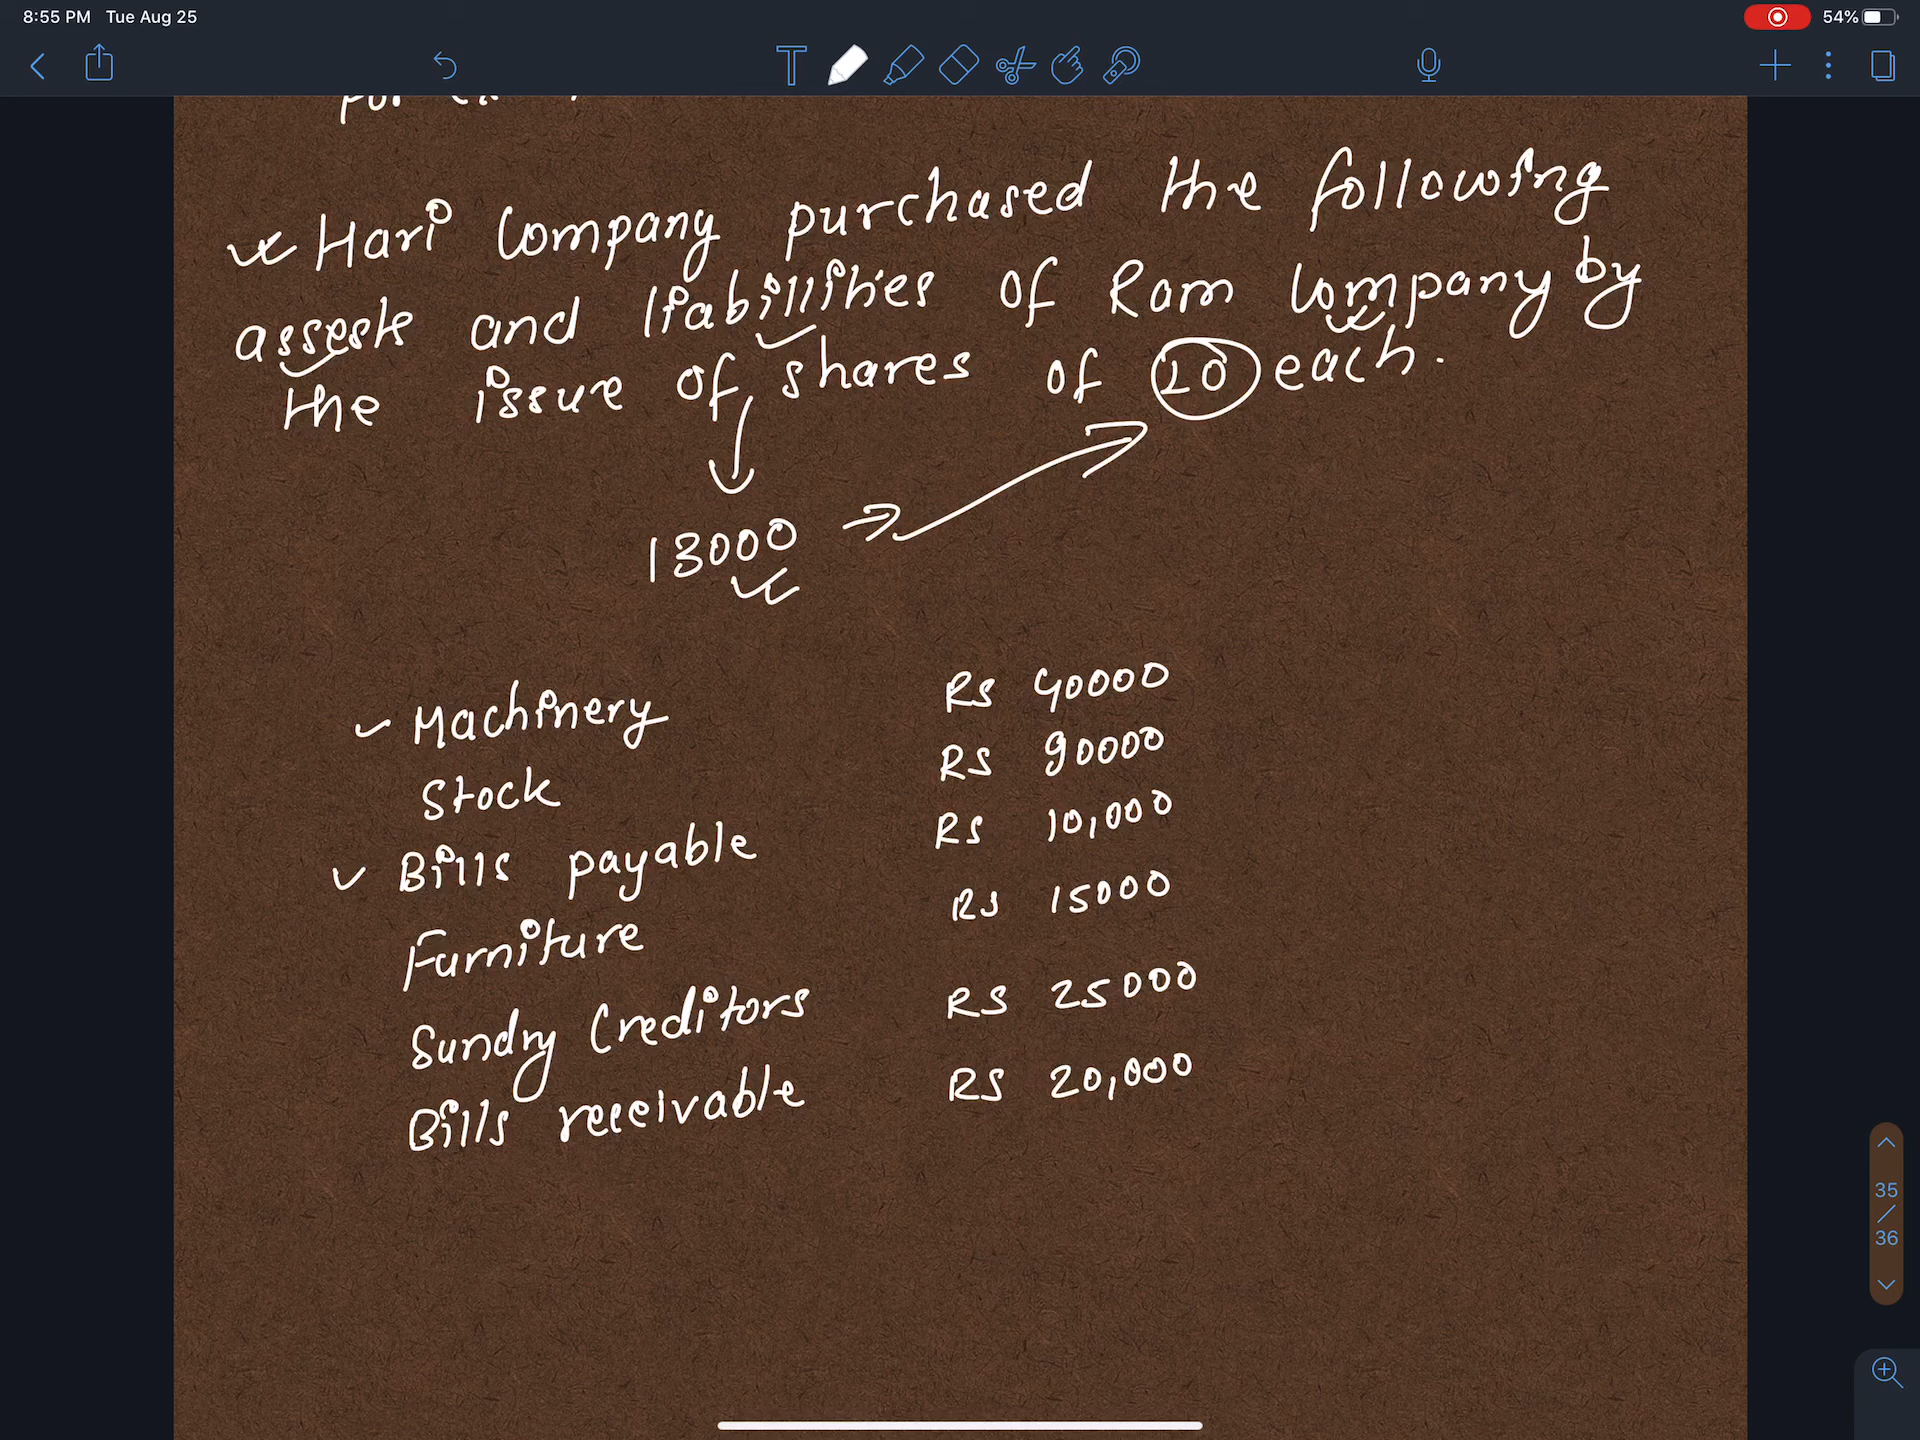 8:55 PM Tue Aug 25
54%
T
Hari Company purchased the following
assests and liabilities of Ram Company by
the issue of shares of 10 each.
13000
Machinery Rs 40000
Stock Rs 90000
Bills payable Rs 10,000
Furniture Rs 15000
Sundry Creditors Rs 25000
Bills receivable Rs 20,000
35
/
36